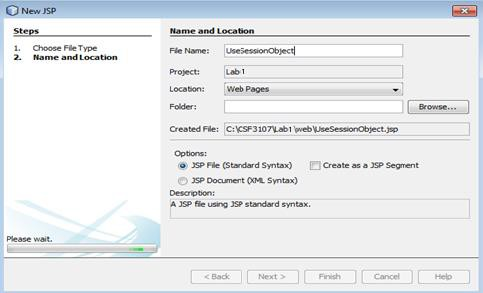 New JSP
Steps
1. Choose File Type
2. Name and Location
Please wait.
Name and Location
File Name: UseSessionObject
Project: Lab1
Location: Web Pages
Folder: Browse...
Created File: C:\CSF3107\Lab1\web\UseSessionObject.jsp
Options:
JSP File (Standard Syntax) Create as a JSP Segment
JSP Document (XML Syntax)
Description:
A JSP file using JSP standard syntax.
< Back Next > Finish Cancel Help